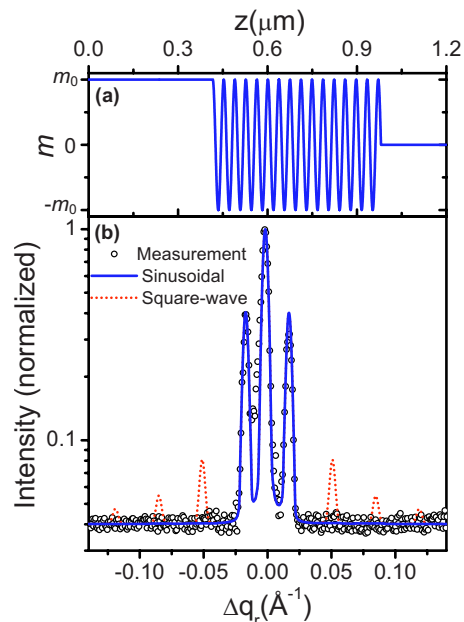 z(μm)
0.0 0.3 0.6 0.9 1.2
(a)
m₀
0
-m₀
m
(b)
1
Measurement
Sinusoidal
Square-wave
0.1
Intensity (normalized)
-0.10 -0.05 0.00 0.05 0.10
Δqᵣ(Å⁻¹)